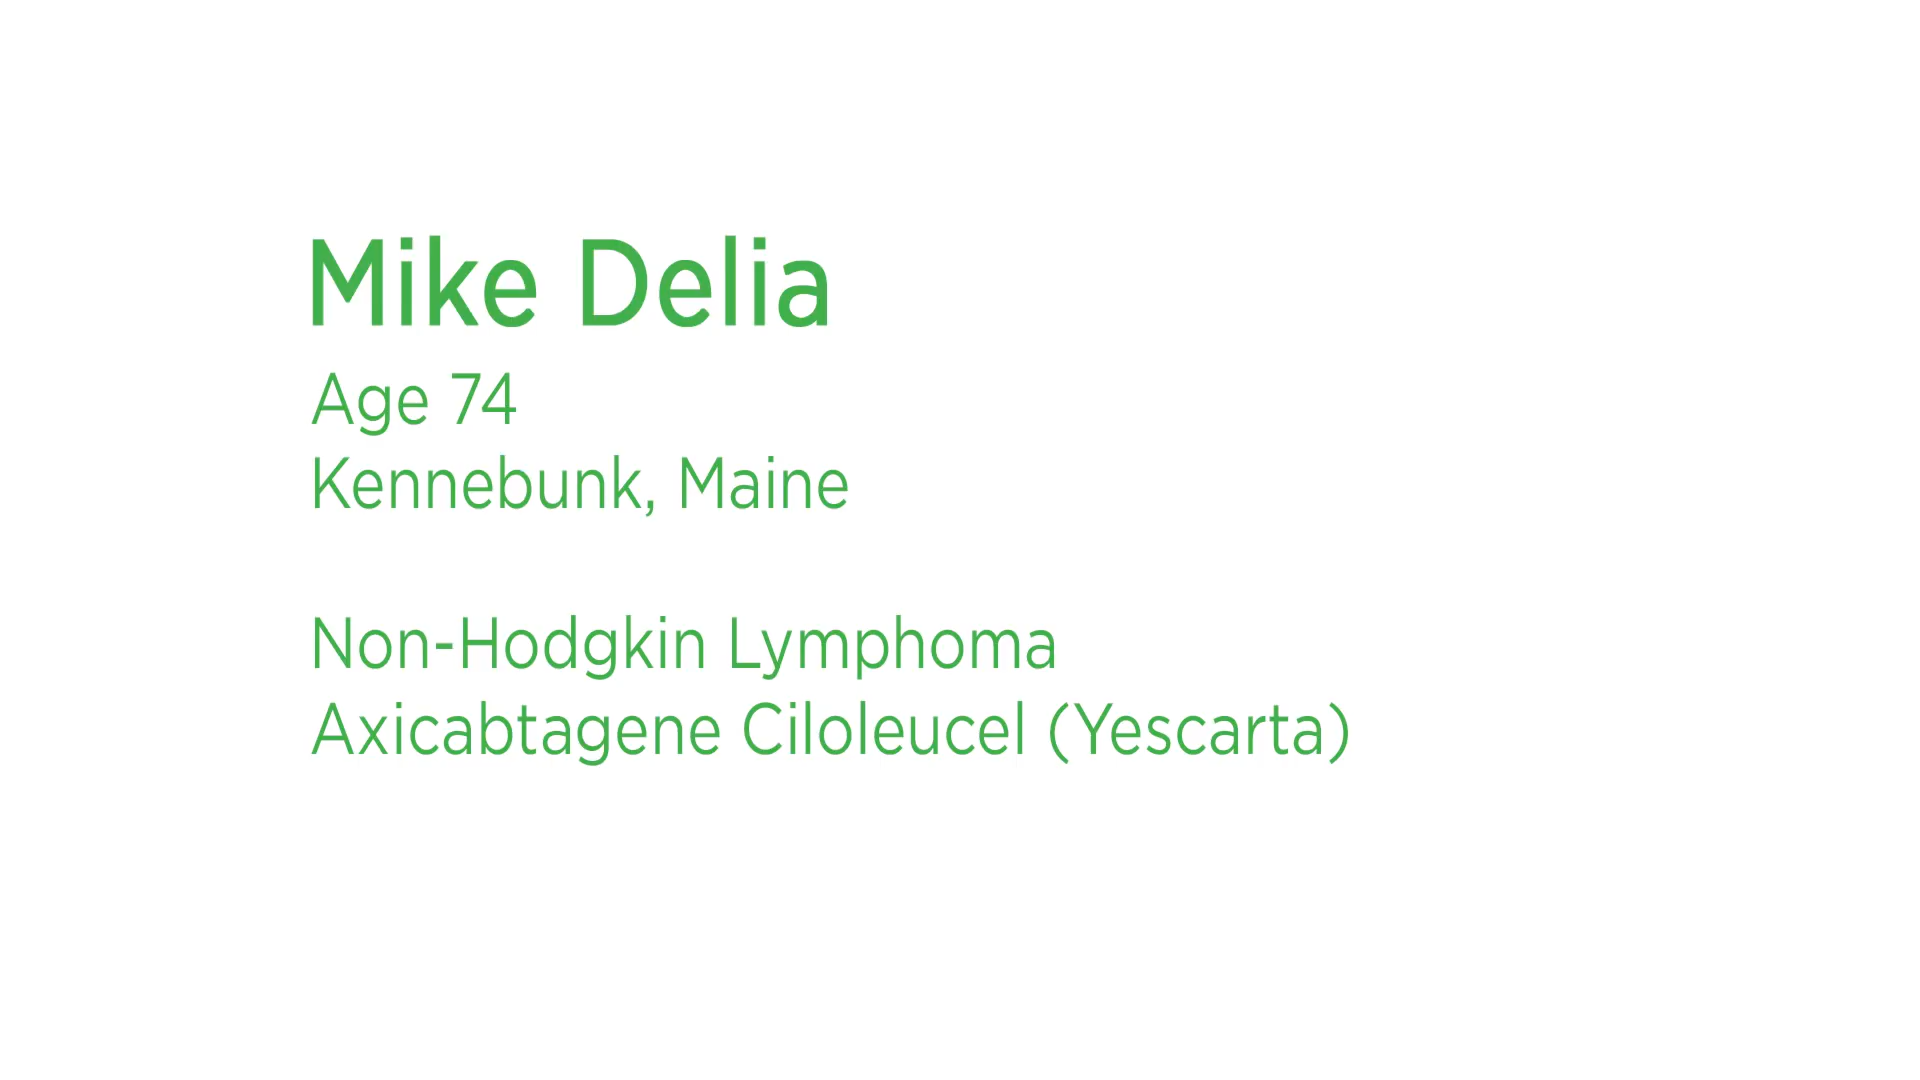 Mike Delia
Age 74
Kennebunk, Maine
Non-Hodgkin Lymphoma
Axicabtagene Ciloleucel (Yescarta)